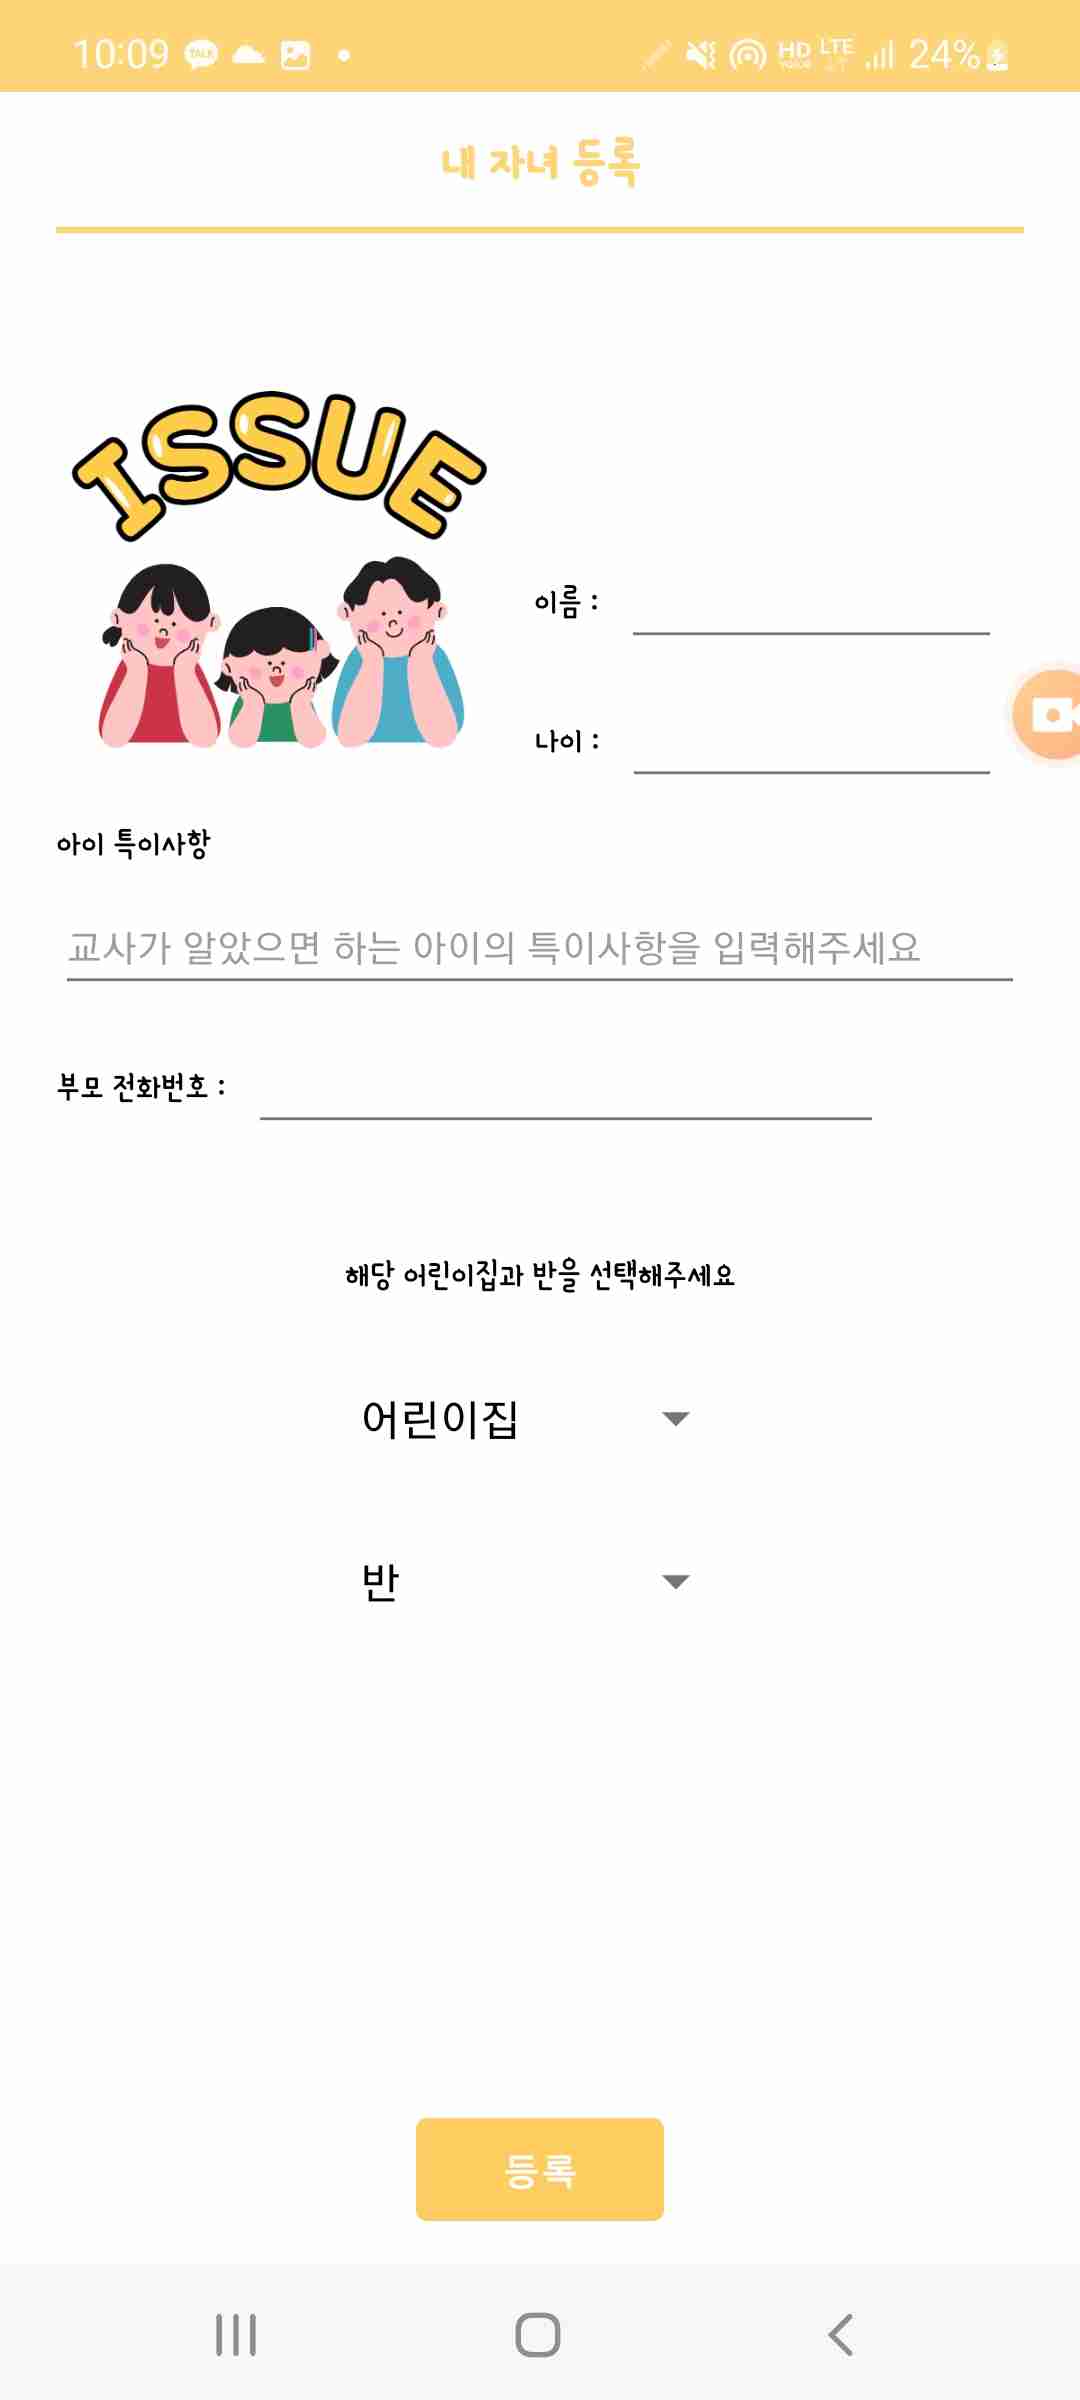 10:09 TALK HD LTE 24%
내 자녀 등록
ISSUE
이름 :
나이 :
아이 특이사항
교사가 알았으면 하는 아이의 특이사항을 입력해주세요
부모 전화번호 :
해당 어린이집과 반을 선택해주세요
어린이집
반
등록